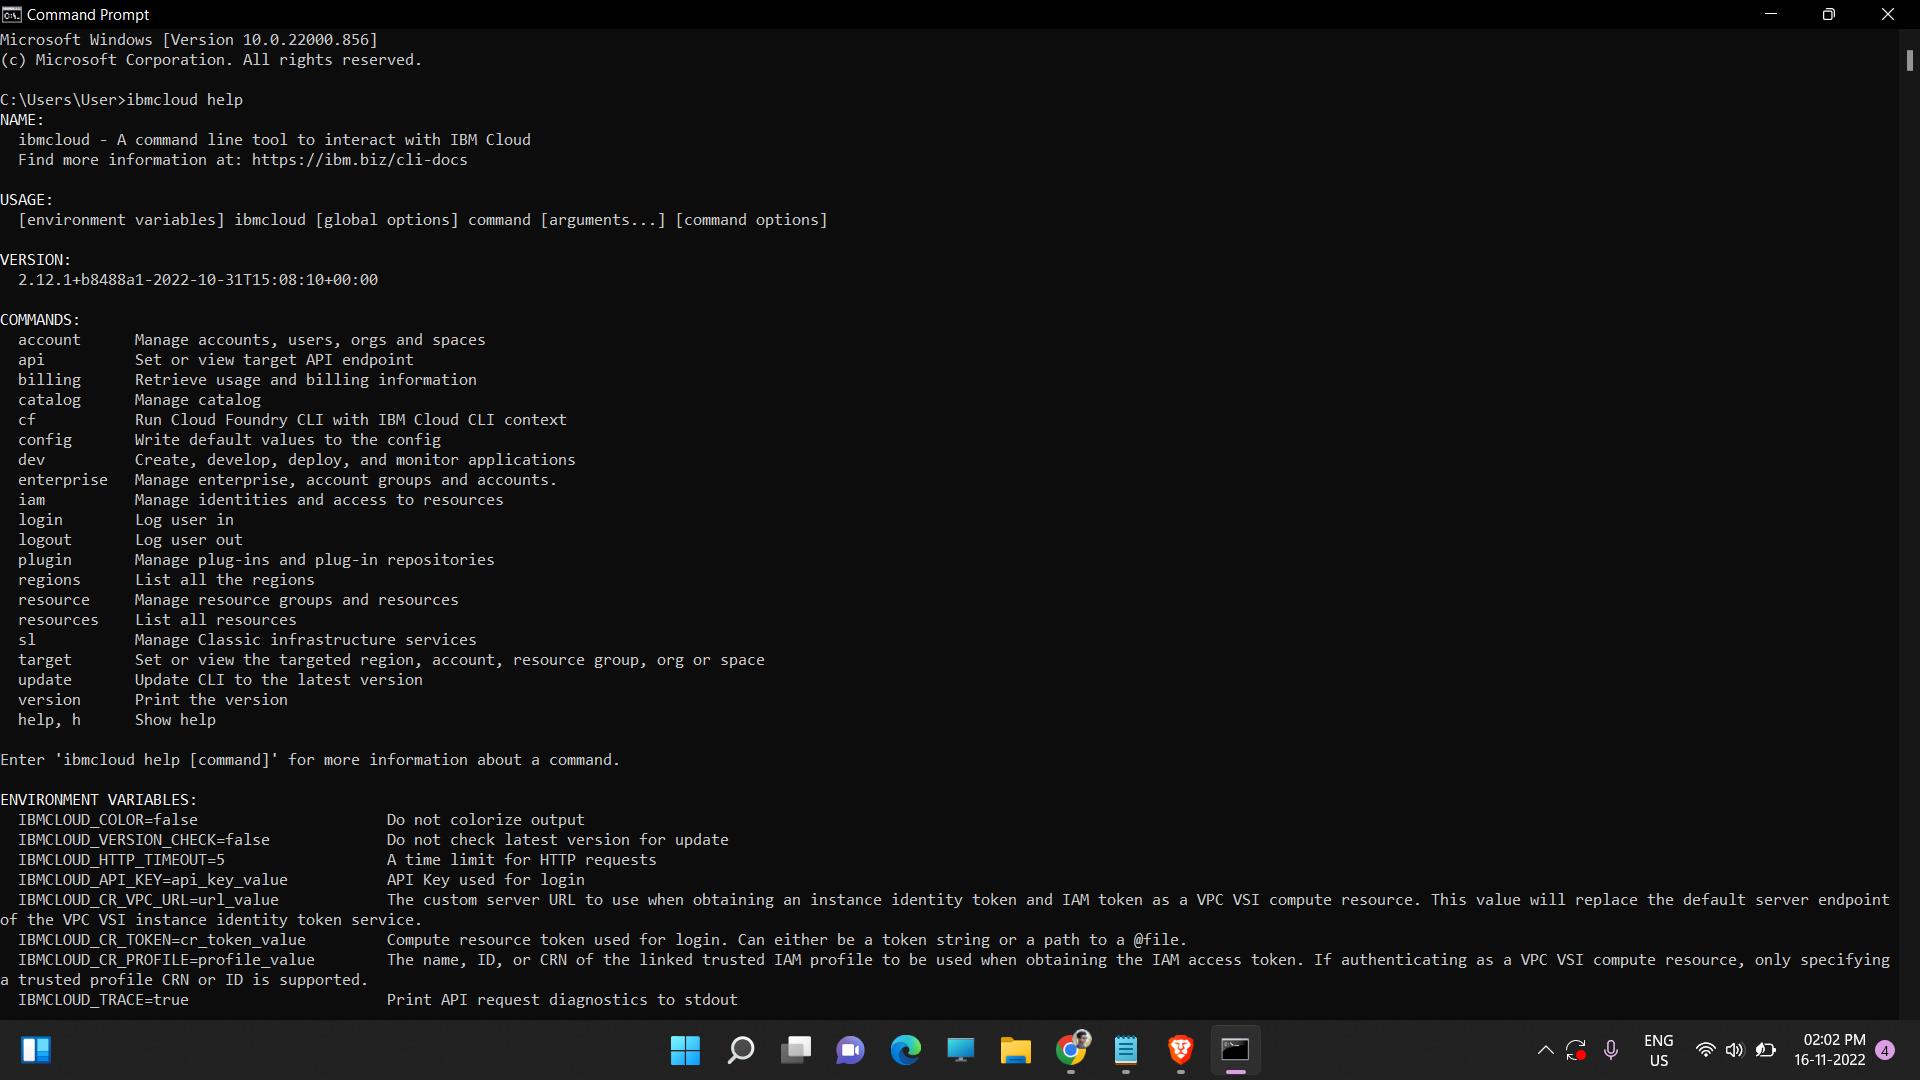 Command Prompt
Microsoft Windows [Version 10.0.22000.856]
(c) Microsoft Corporation. All rights reserved.
C:\Users\User>ibmcloud help
NAME:
ibmcloud - A command line tool to interact with IBM Cloud
Find more information at: https://ibm.biz/cli-docs
USAGE:
[environment variables] ibmcloud [global options] command [arguments...] [command options]
VERSION:
2.12.1+b8488a1-2022-10-31T15:08:10+00:00
COMMANDS:
account Manage accounts, users, orgs and spaces
api Set or view target API endpoint
billing Retrieve usage and billing information
catalog Manage catalog
cf Run Cloud Foundry CLI with IBM Cloud CLI context
config Write default values to the config
dev Create, develop, deploy, and monitor applications
enterprise Manage enterprise, account groups and accounts.
iam Manage identities and access to resources
login Log user in
logout Log user out
plugin Manage plug-ins and plug-in repositories
regions List all the regions
resource Manage resource groups and resources
resources List all resources
sl Manage Classic infrastructure services
target Set or view the targeted region, account, resource group, org or space
update Update CLI to the latest version
version Print the version
help, h Show help
Enter 'ibmcloud help [command]' for more information about a command.
ENVIRONMENT VARIABLES:
IBMCLOUD_COLOR=false Do not colorize output
IBMCLOUD_VERSION_CHECK=false Do not check latest version for update
IBMCLOUD_HTTP_TIMEOUT=5 A time limit for HTTP requests
IBMCLOUD_API_KEY=api_key_value API Key used for login
IBMCLOUD_CR_VPC_URL=url_value The custom server URL to use when obtaining an instance identity token and IAM token as a VPC VSI compute resource. This value will replace the default server endpoint
of the VPC VSI instance identity token service.
IBMCLOUD_CR_TOKEN=cr_token_value Compute resource token used for login. Can either be a token string or a path to a @file.
IBMCLOUD_CR_PROFILE=profile_value The name, ID, or CRN of the linked trusted IAM profile to be used when obtaining the IAM access token. If authenticating as a VPC VSI compute resource, only specifying
a trusted profile CRN or ID is supported.
IBMCLOUD_TRACE=true Print API request diagnostics to stdout
ENG
US
02:02 PM
16-11-2022
4